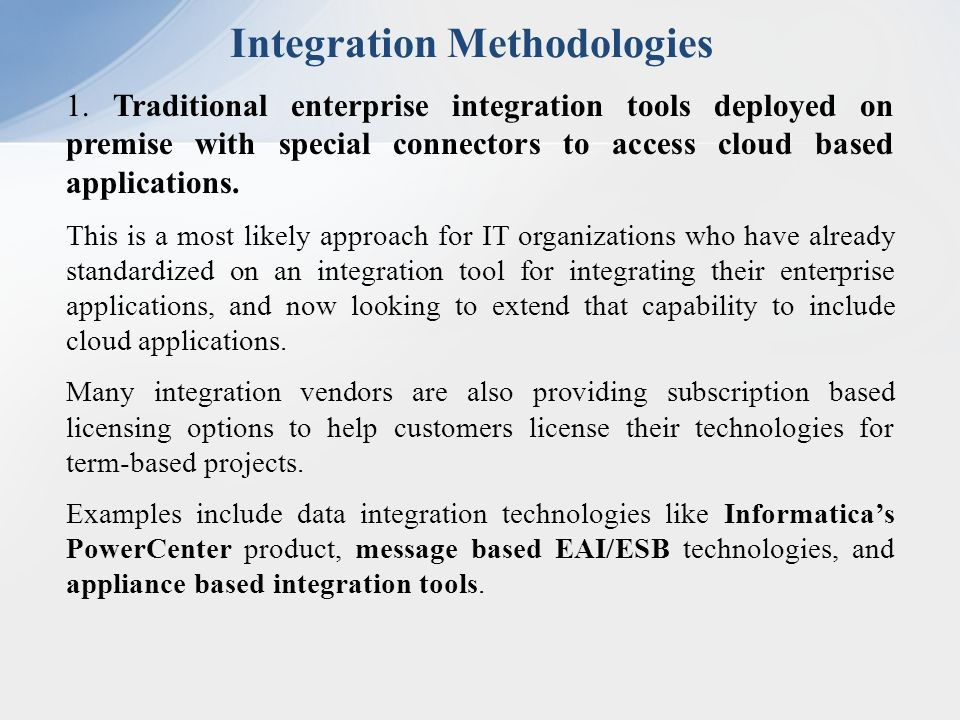 Integration Methodologies
1. Traditional enterprise integration tools deployed on
premise with special connectors to access cloud based
applications.
This is a most likely approach for IT organizations who have already
standardized on an integration tool for integrating their enterprise
applications, and now looking to extend that capability to include
cloud applications.
Many integration vendors are also providing subscription based
licensing options to help customers license their technologies for
term-based projects.
Examples include data integration technologies like Informatica’s
PowerCenter product, message based EAI/ESB technologies, and
appliance based integration tools.